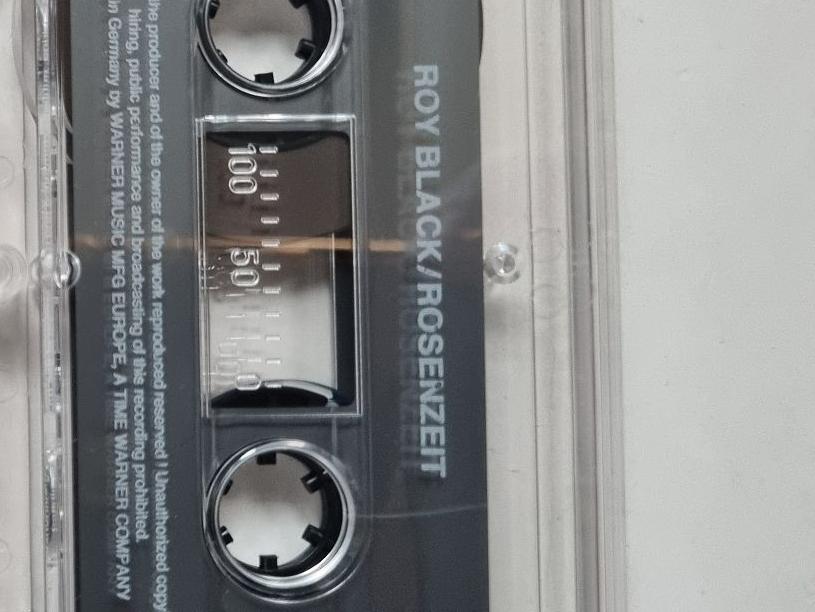 ROY BLACK/ROSENZEIT
100 50 0
the producer and of the owner of the work reproduced reserved! Unauthorized copy
hiring, public performance and broadcasting of this recording prohibited.
in Germany by WARNER MUSIC MFG EUROPE, A TIME WARNER COMPANY